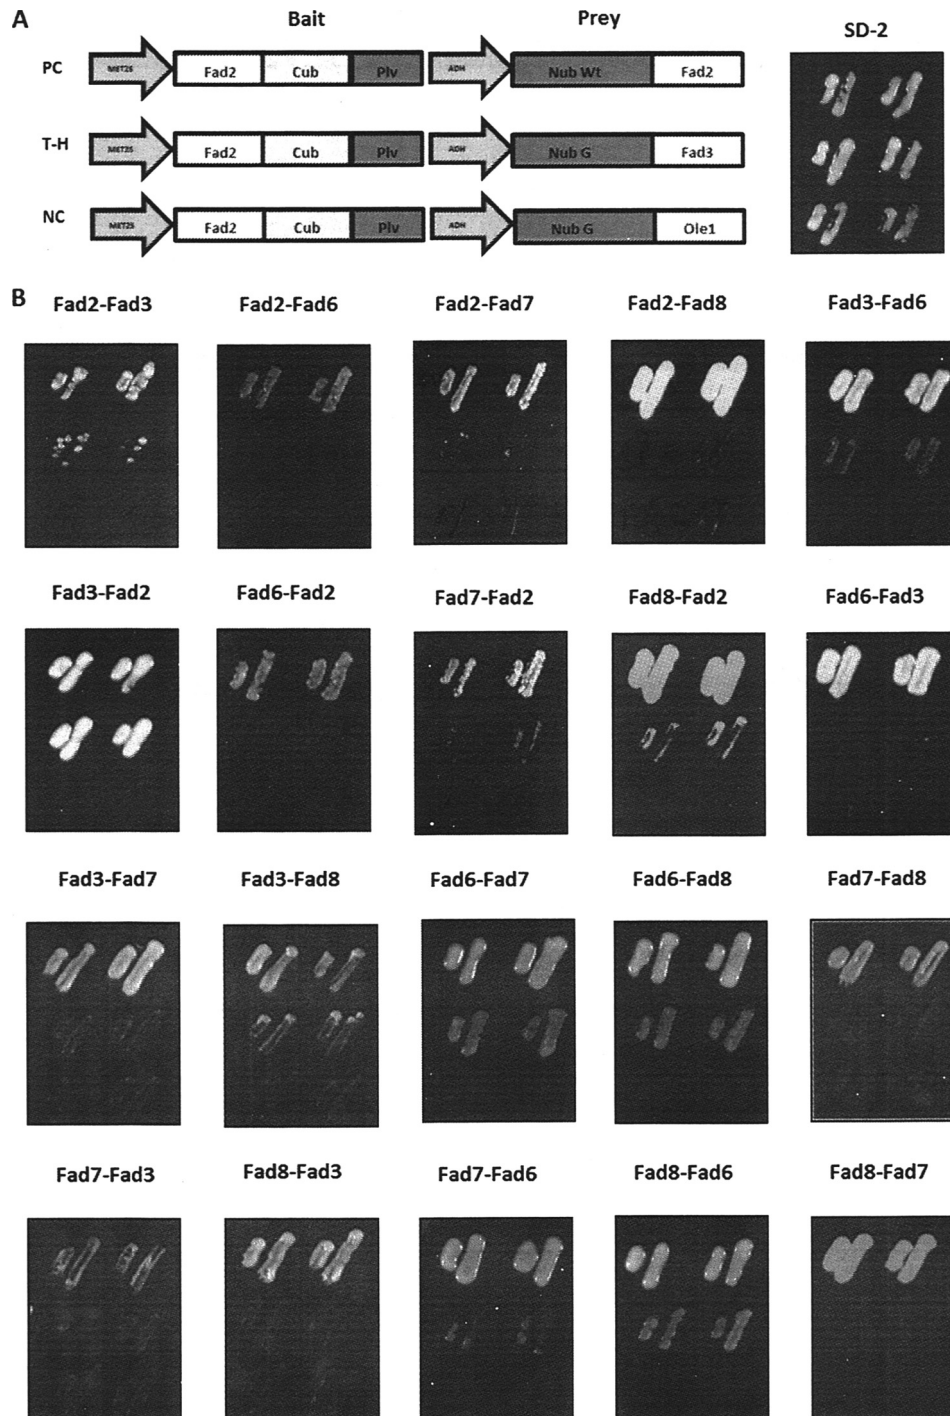 A Bait Prey
SD-2
PC MET25 Fad2 Cub Plv ADH Nub Wt Fad2
T-H MET25 Fad2 Cub Plv ADH Nub G Fad3
NC MET25 Fad2 Cub Plv ADH Nub G Ole1
B Fad2-Fad3 Fad2-Fad6 Fad2-Fad7 Fad2-Fad8 Fad3-Fad6
Fad3-Fad2 Fad6-Fad2 Fad7-Fad2 Fad8-Fad2 Fad6-Fad3
Fad3-Fad7 Fad3-Fad8 Fad6-Fad7 Fad6-Fad8 Fad7-Fad8
Fad7-Fad3 Fad8-Fad3 Fad7-Fad6 Fad8-Fad6 Fad8-Fad7